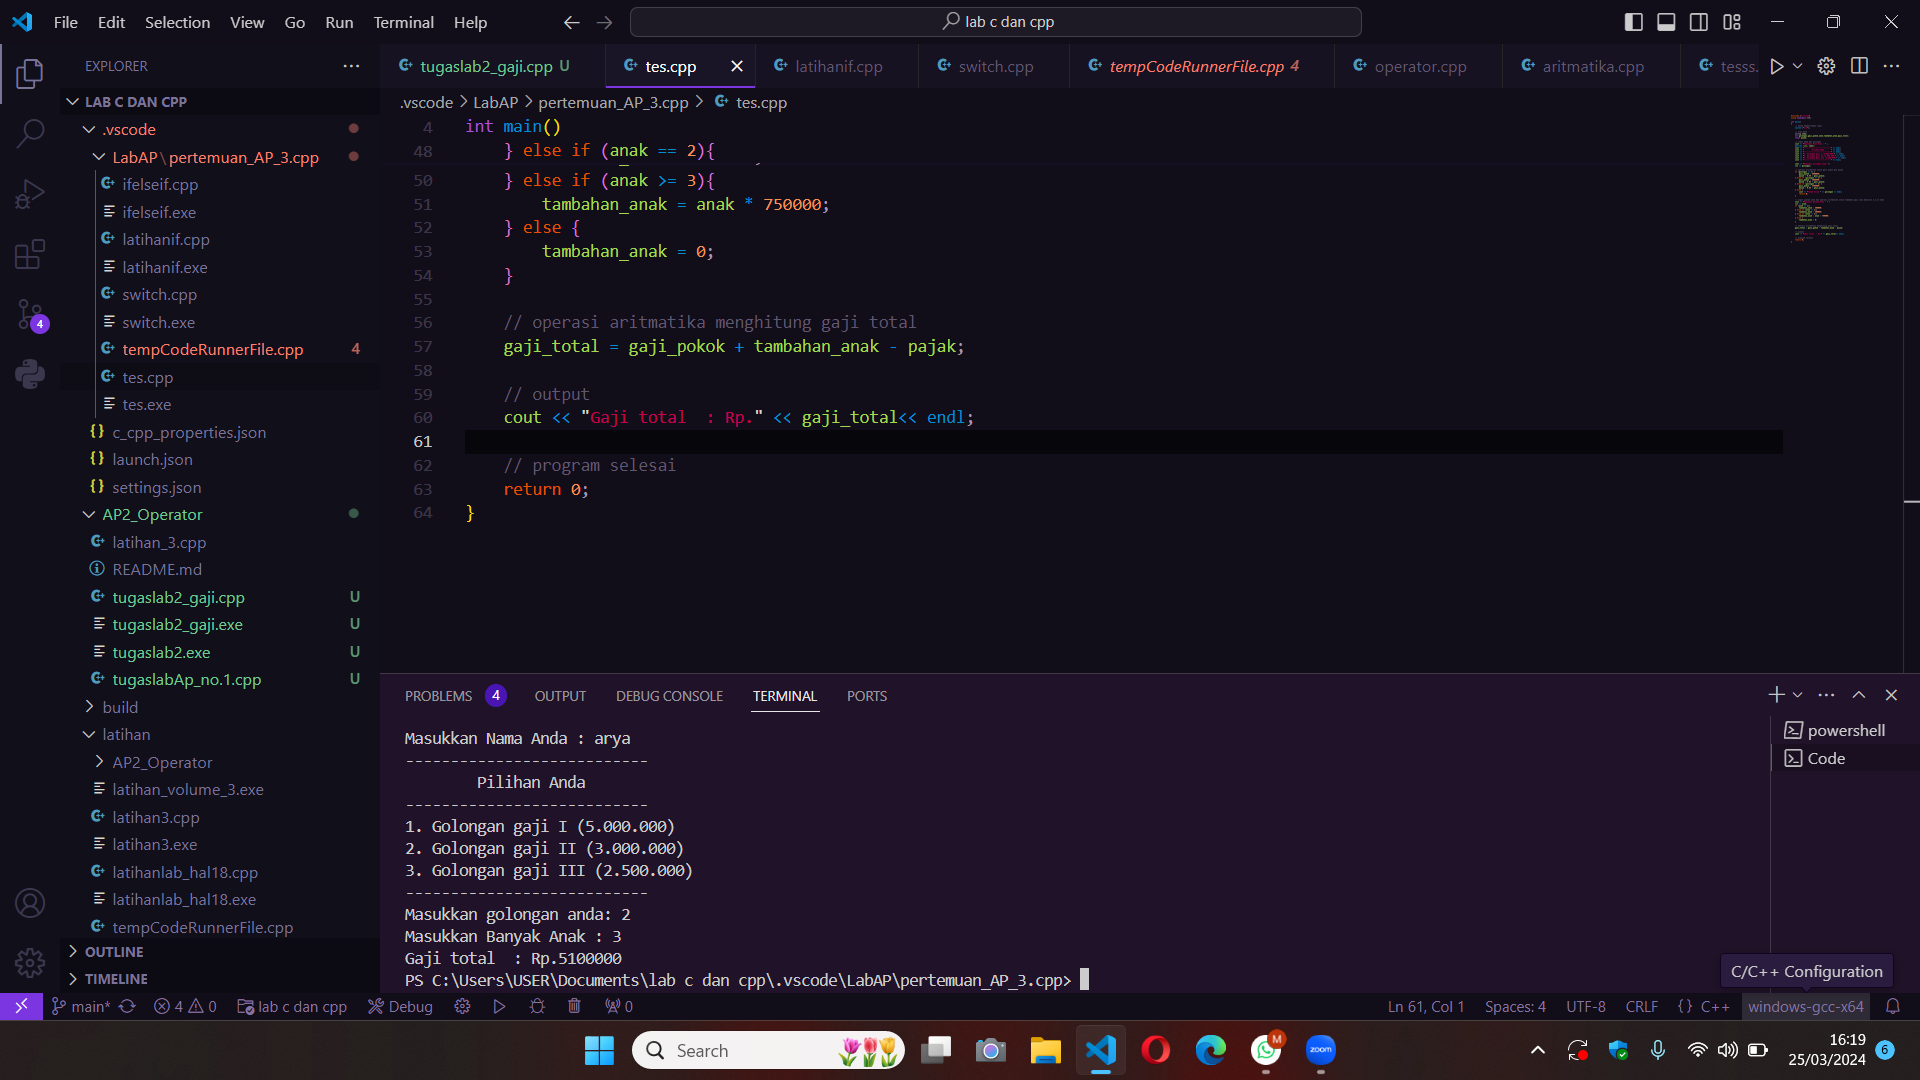 File Edit Selection View Go Run Terminal Help
lab c dan cpp
EXPLORER
LAB C DAN CPP
.vscode
LabAP\pertemuan_AP_3.cpp
ifelseif.cpp
ifelseif.exe
latihanif.cpp
latihanif.exe
switch.cpp
switch.exe
tempCodeRunnerFile.cpp 4
tes.cpp
tes.exe
{} c_cpp_properties.json
{} launch.json
{} settings.json
AP2_Operator
latihan_3.cpp
README.md
tugaslab2_gaji.cpp U
tugaslab2_gaji.exe U
tugaslab2.exe U
tugaslabAp_no.1.cpp U
build
latihan
AP2_Operator
latihan_volume_3.exe
latihan3.cpp
latihan3.exe
latihanlab_hal18.cpp
latihanlab_hal18.exe
tempCodeRunnerFile.cpp
OUTLINE
TIMELINE
4
tugaslab2_gaji.cpp U tes.cpp latihanif.cpp switch.cpp tempCodeRunnerFile.cpp 4 operator.cpp aritmatika.cpp tesss.
.vscode > LabAP > pertemuan_AP_3.cpp > tes.cpp
4 int main()
48 } else if (anak == 2){
50 } else if (anak >= 3){
51 tambahan_anak = anak * 750000;
52 } else {
53 tambahan_anak = 0;
54 }
55
56 // operasi aritmatika menghitung gaji total
57 gaji_total = gaji_pokok + tambahan_anak - pajak;
58
59 // output
60 cout << "Gaji total  : Rp." << gaji_total<< endl;
61
62 // program selesai
63 return 0;
64 }
PROBLEMS 4 OUTPUT DEBUG CONSOLE TERMINAL PORTS
Masukkan Nama Anda : arya
---------------------------
Pilihan Anda
---------------------------
1. Golongan gaji I (5.000.000)
2. Golongan gaji II (3.000.000)
3. Golongan gaji III (2.500.000)
---------------------------
Masukkan golongan anda: 2
Masukkan Banyak Anak : 3
Gaji total  : Rp.5100000
PS C:\Users\USER\Documents\lab c dan cpp\.vscode\LabAP\pertemuan_AP_3.cpp>
powershell
Code
C/C++ Configuration
main* 4 0 lab c dan cpp Debug 0 Ln 61, Col 1 Spaces: 4 UTF-8 CRLF {} C++ windows-gcc-x64
Search
M
zoom
16:19
25/03/2024
6